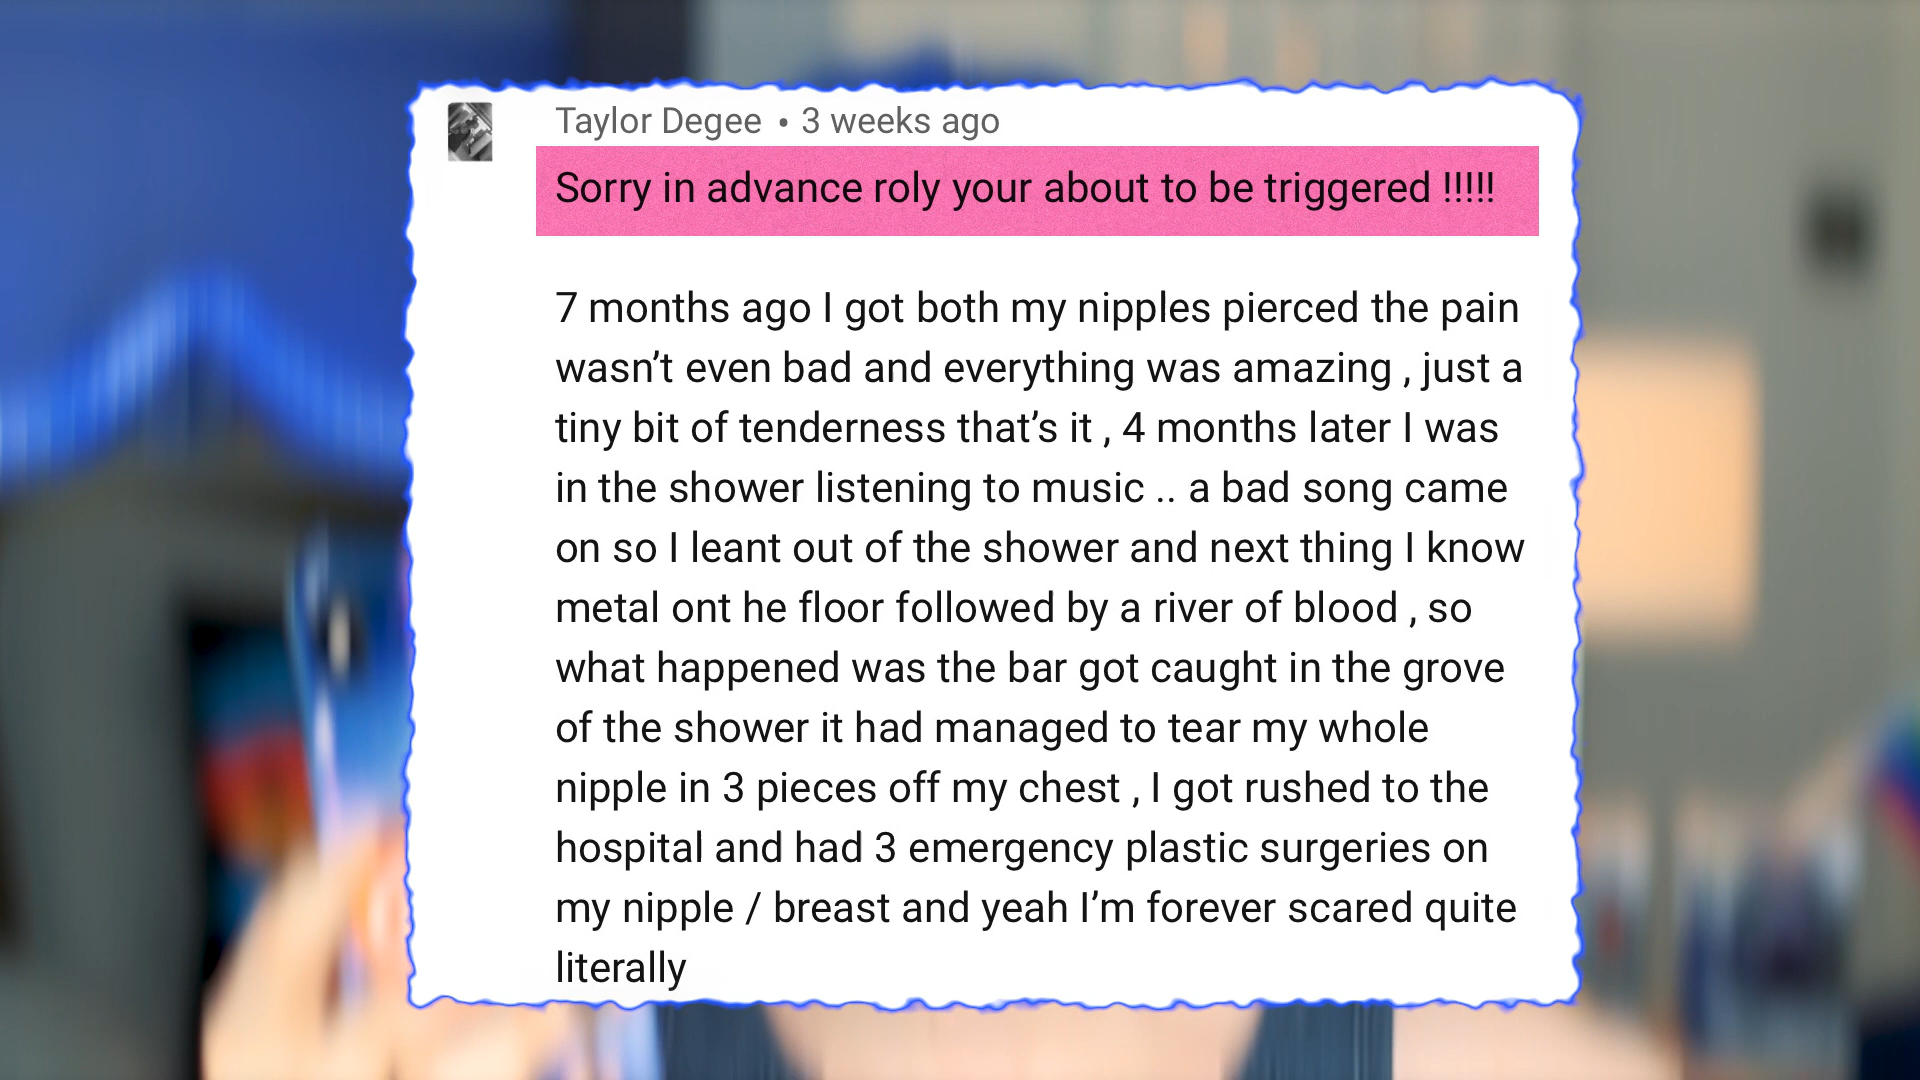 Taylor Degee • 3 weeks ago
Sorry in advance roly your about to be triggered !!!!!
7 months ago I got both my nipples pierced the pain
wasn’t even bad and everything was amazing , just a
tiny bit of tenderness that’s it , 4 months later I was
in the shower listening to music .. a bad song came
on so I leant out of the shower and next thing I know
metal ont he floor followed by a river of blood , so
what happened was the bar got caught in the grove
of the shower it had managed to tear my whole
nipple in 3 pieces off my chest , I got rushed to the
hospital and had 3 emergency plastic surgeries on
my nipple / breast and yeah I’m forever scared quite
literally